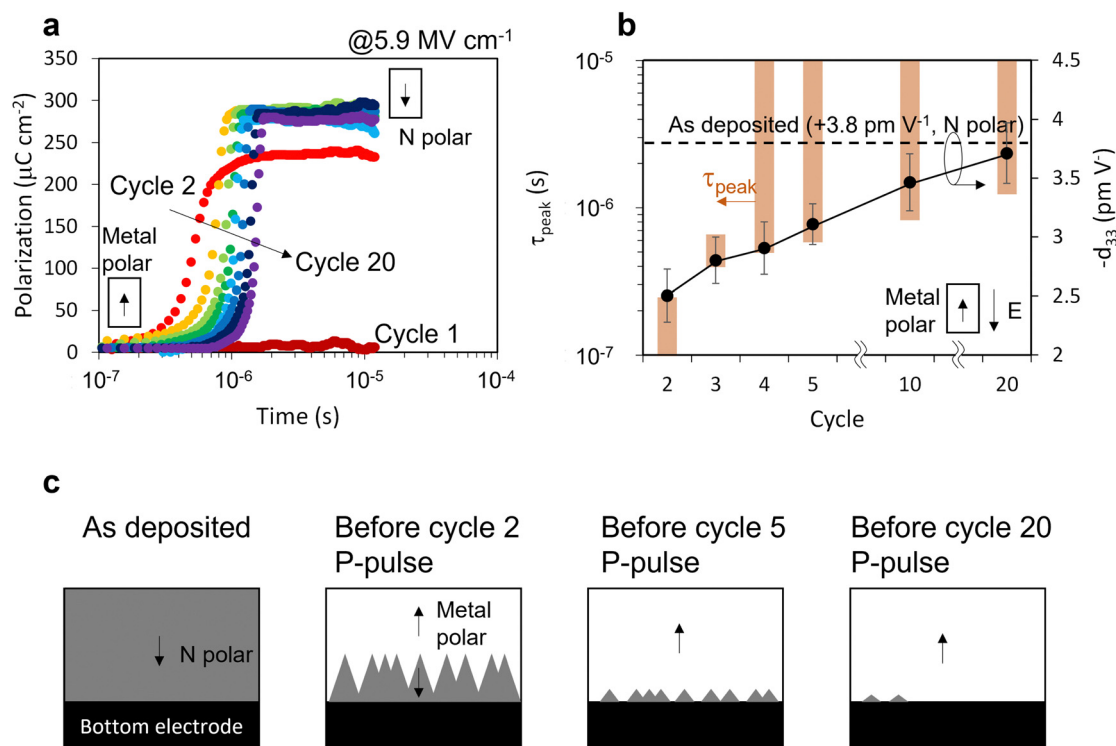 a
@5.9 MV cm⁻¹
Polarization (μC cm⁻²)
350
300
250
200
150
100
50
0
N polar
Cycle 2
Metal
polar
Cycle 20
Cycle 1
10⁻⁷
10⁻⁶
10⁻⁵
10⁻⁴
Time (s)
b
τpeak (s)
10⁻⁵
10⁻⁶
10⁻⁷
4.5
4
3.5
3
2.5
2
-d₃₃ (pm V⁻)
As deposited (+3.8 pm V⁻¹, N polar)
τpeak
Metal
polar
E
2
3
4
5
10
20
Cycle
c
As deposited
N polar
Bottom electrode
Before cycle 2
P-pulse
Metal
polar
Before cycle 5
P-pulse
Before cycle 20
P-pulse